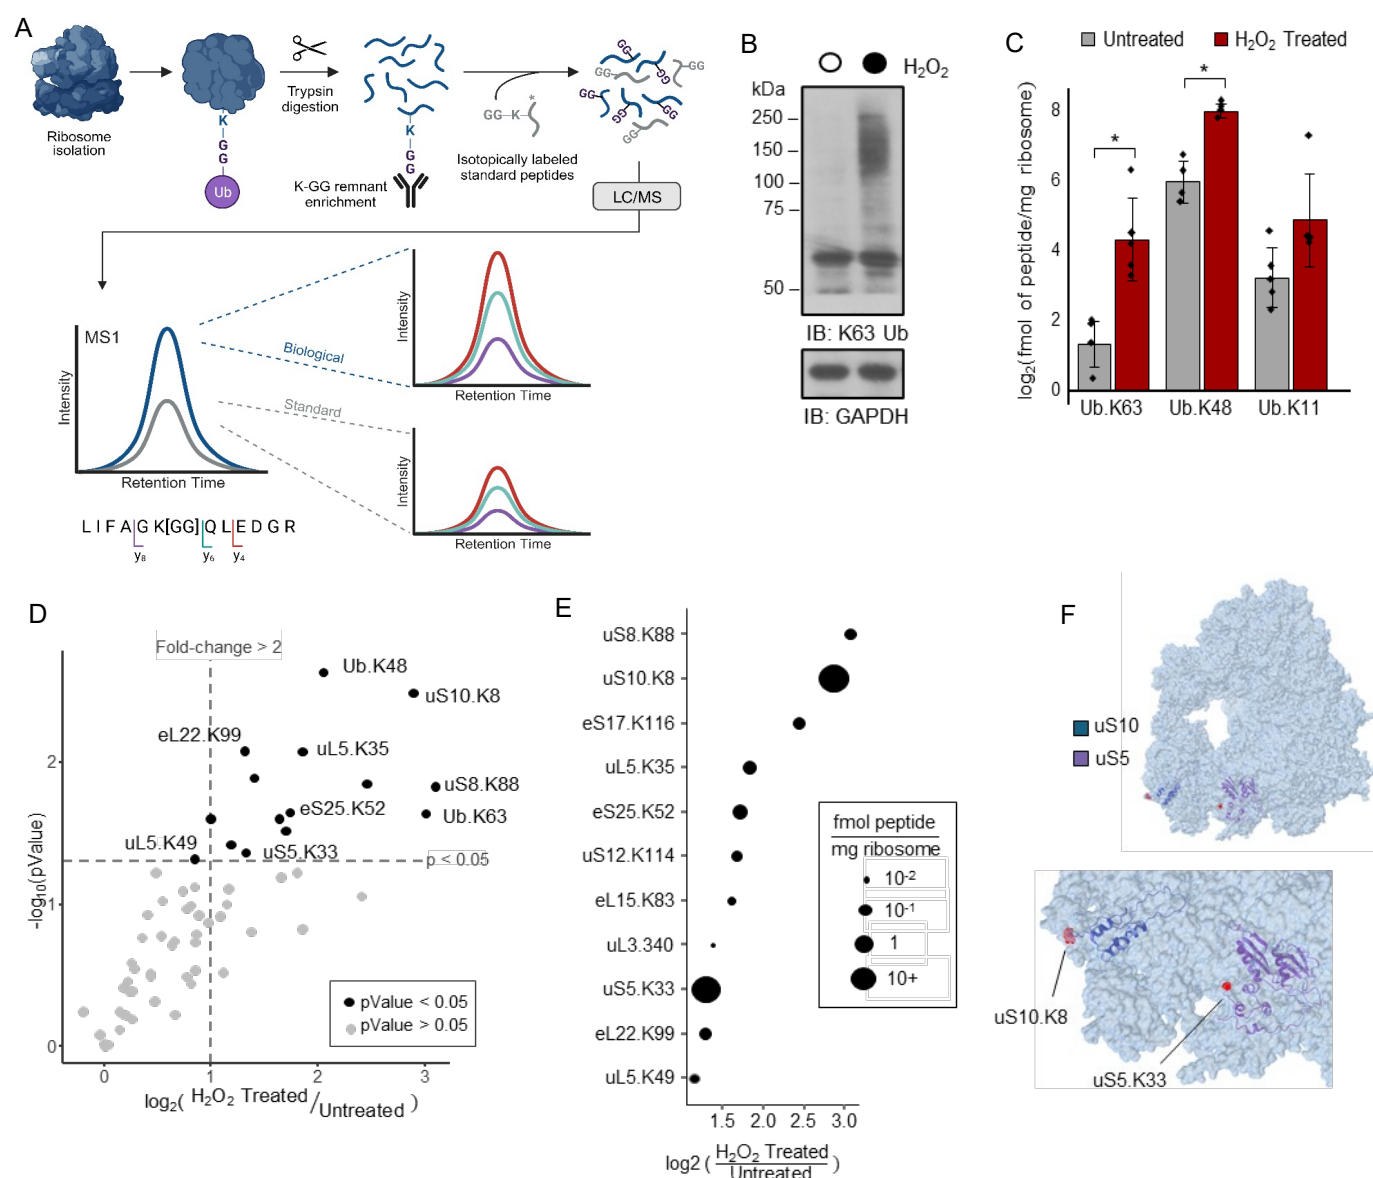 A
Ribosome
isolation
K
G
G
Ub
Trypsin
digestion
K
G
G
K-GG remnant
enrichment
GG
K
*
Isotopically labeled
standard peptides
GG
GG
GG
GG
GG
GG
GG
LC/MS
MS1
Intensity
Retention Time
Biological
Standard
Intensity
Retention Time
Intensity
Retention Time
L I F A G K[GG]Q L E D G R
y₈
y₆
y₄
B
H₂O₂
kDa
250
150
100
75
50
IB: K63 Ub
IB: GAPDH
C
Untreated
H₂O₂ Treated
log₂(fmol of peptide/mg ribosome)
8
6
4
2
0
*
*
Ub.K63
Ub.K48
Ub.K11
D
Fold-change > 2
Ub.K48
uS10.K8
eL22.K99
uL5.K35
uS8.K88
eS25.K52
Ub.K63
uL5.K49
uS5.K33
p < 0.05
-log₁₀(pValue)
2
1
0
pValue < 0.05
pValue > 0.05
0
1
2
3
log₂( H₂O₂ Treated / Untreated )
E
uS8.K88
uS10.K8
eS17.K116
uL5.K35
eS25.K52
uS12.K114
eL15.K83
uL3.340
uS5.K33
eL22.K99
uL5.K49
fmol peptide
mg ribosome
10⁻²
10⁻¹
1
10+
1.5
2.0
2.5
3.0
log2 ( H₂O₂ Treated
Untreated )
F
uS10
uS5
uS10.K8
uS5.K33